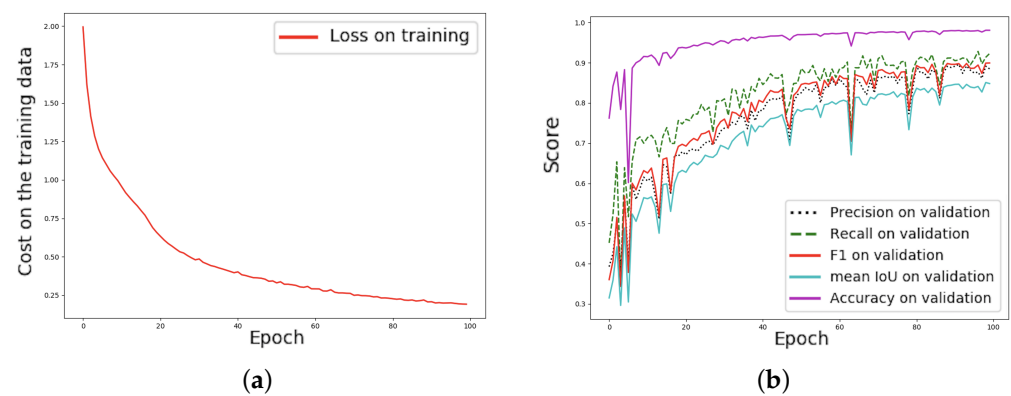 Loss on training
Cost on the training data
2.00
1.75
1.50
1.25
1.00
0.75
0.50
0.25
0
20
40
60
80
100
Epoch
(a)
Score
1.0
0.9
0.8
0.7
0.6
0.5
0.4
0.3
Precision on validation
Recall on validation
F1 on validation
mean IoU on validation
Accuracy on validation
0
20
40
60
80
100
Epoch
(b)